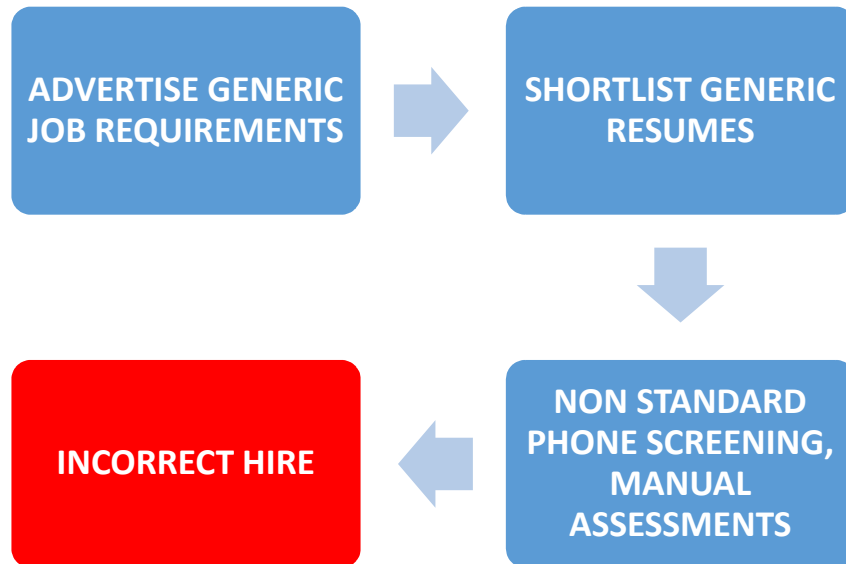 ADVERTISE GENERIC
JOB REQUIREMENTS
SHORTLIST GENERIC
RESUMES
NON STANDARD
PHONE SCREENING,
MANUAL
ASSESSMENTS
INCORRECT HIRE